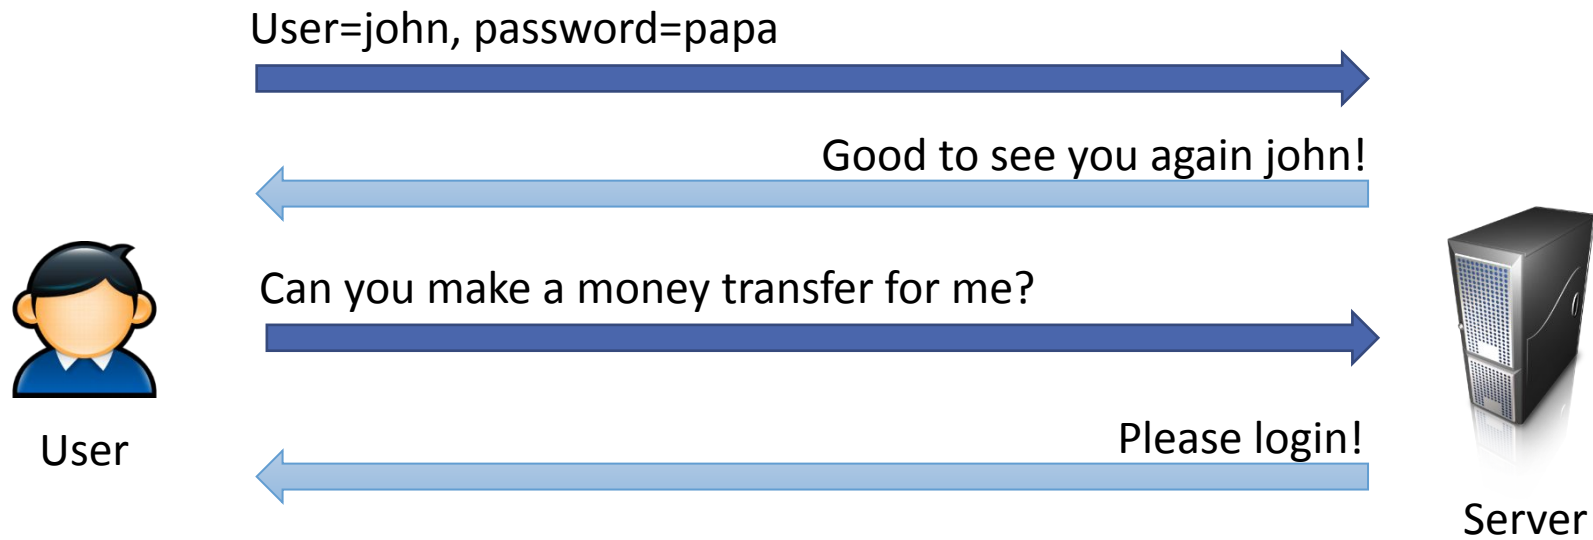 User=john, password=papa
Good to see you again john!
Can you make a money transfer for me?
Please login!
User
Server